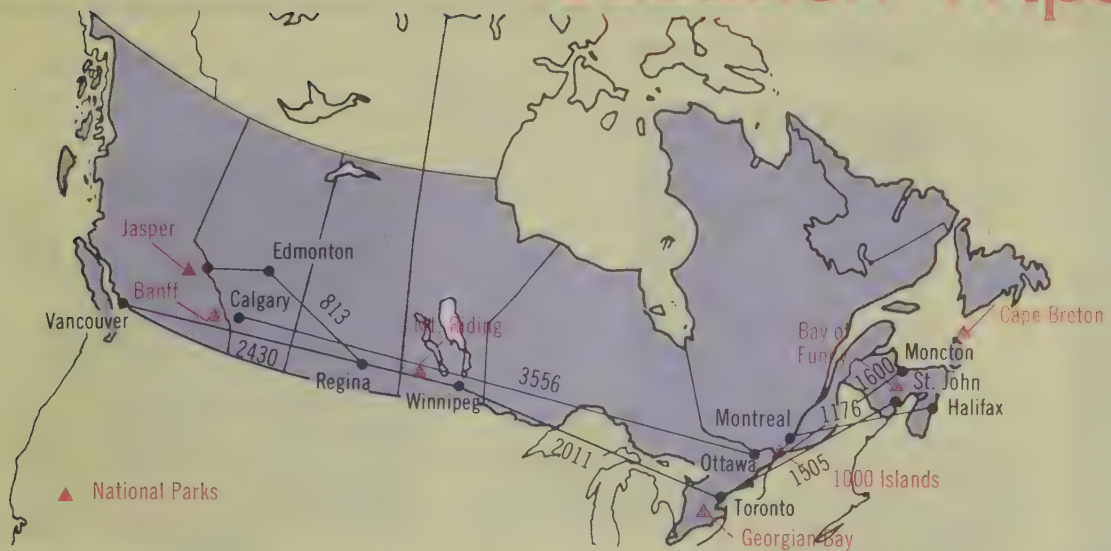 Jasper
Edmonton
Banff
Calgary
813
Vancouver
2430
Mt. Riding
Regina
Winnipeg
3556
2011
Bay of
Fundy
Cape Breton
Moncton
1600
St. John
Montreal
1176
Halifax
Ottawa
1505
1000 Islands
National Parks
Toronto
Georgian Bay